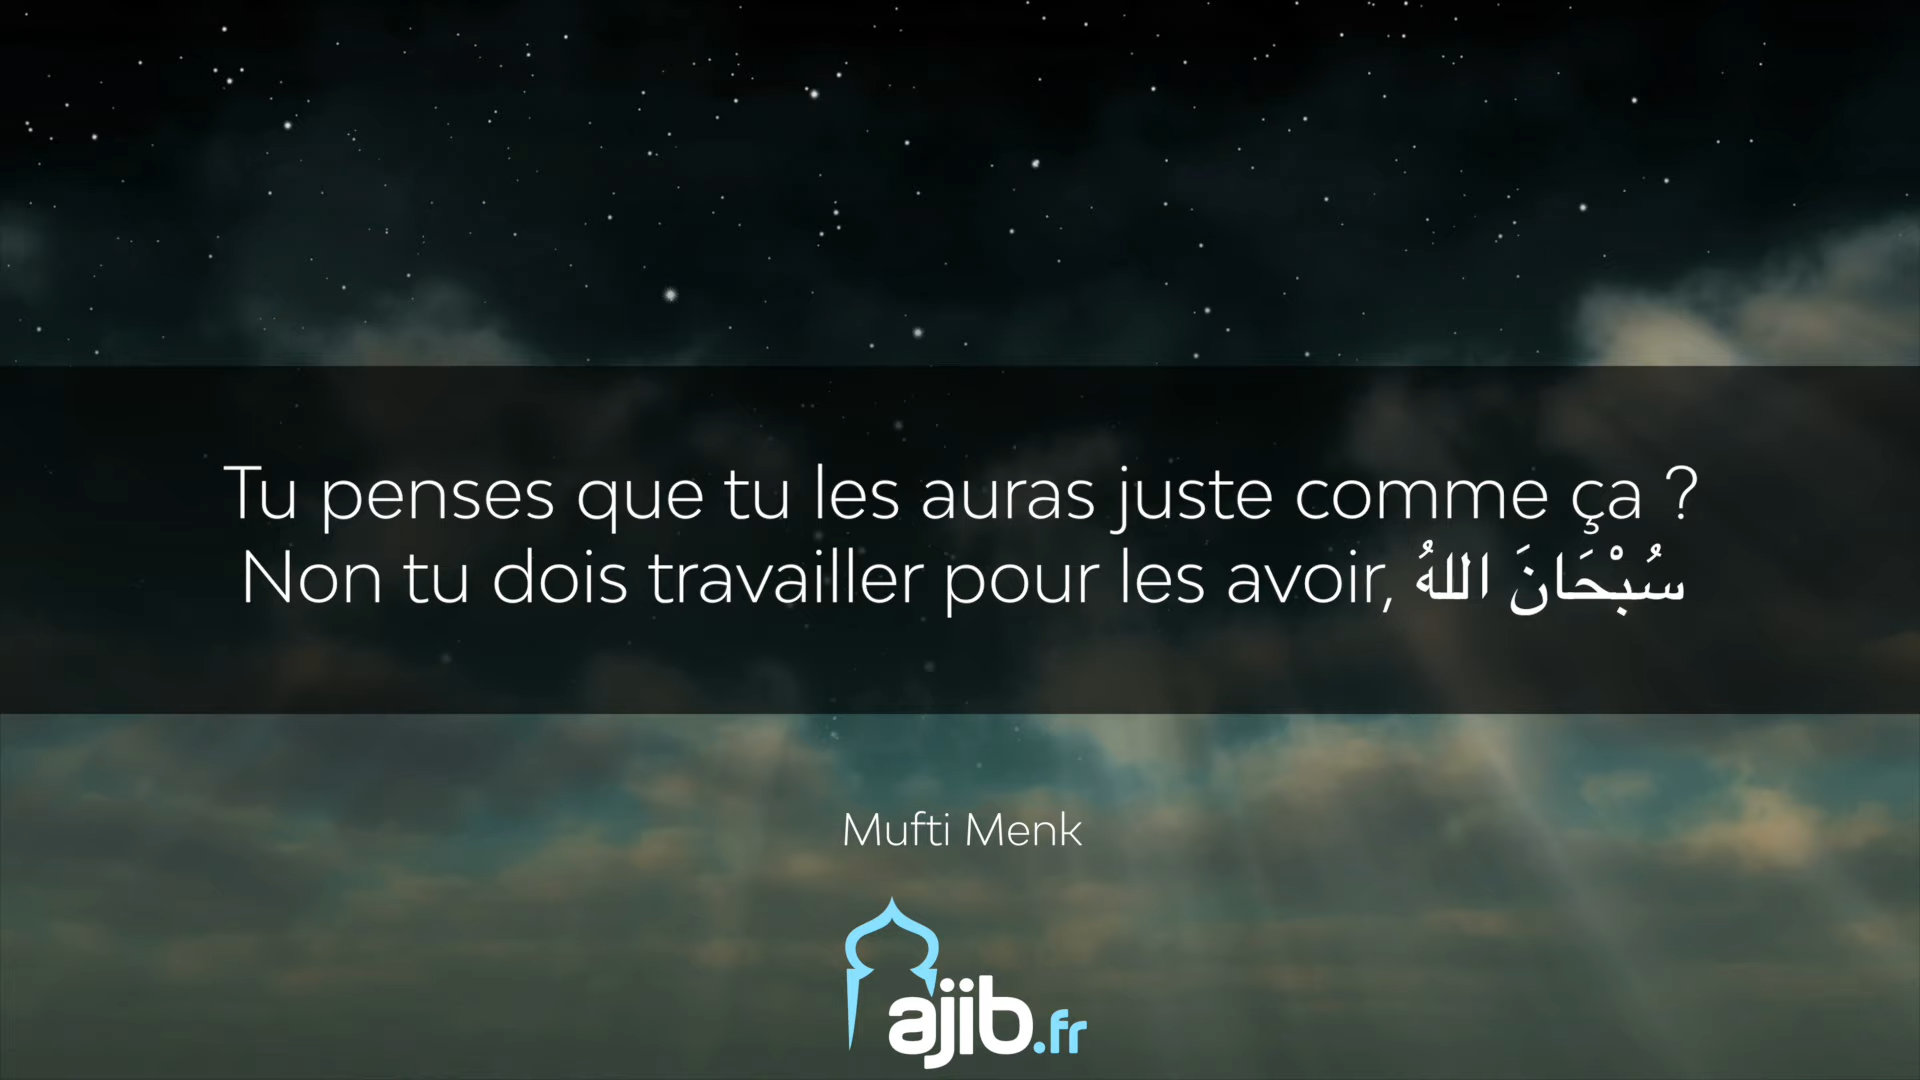 Tu penses que tu les auras juste comme ça ?
Non tu dois travailler pour les avoir, سُبْحَانَ اللهُ
Mufti Menk
ajib.fr